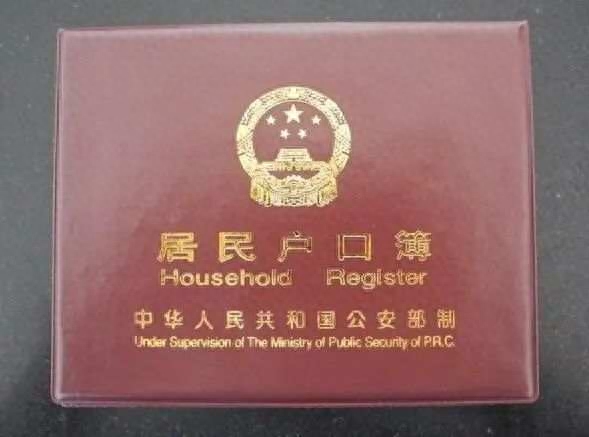 居民户口簿
Household Register
中华人民共和国公安部制
Under Supervision of The Ministry of Public Security of P.R.C.